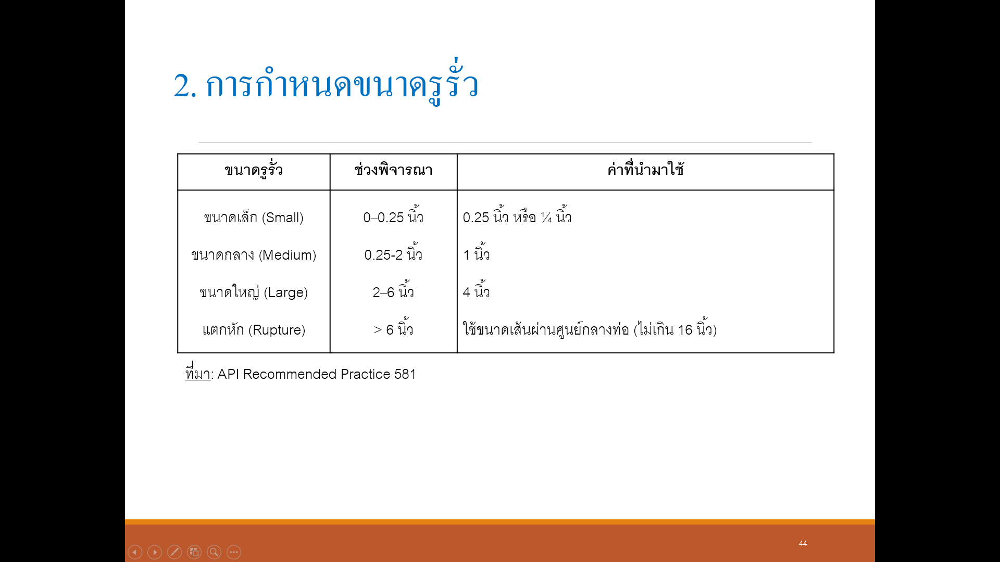 2. การกำหนดขนาดรูรั่ว
ขนาดรูรั่ว ช่วงพิจารณา ค่าที่นำมาใช้
ขนาดเล็ก (Small) 0–0.25 นิ้ว 0.25 นิ้ว หรือ ¼ นิ้ว
ขนาดกลาง (Medium) 0.25-2 นิ้ว 1 นิ้ว
ขนาดใหญ่ (Large) 2–6 นิ้ว 4 นิ้ว
แตกหัก (Rupture) > 6 นิ้ว ใช้ขนาดเส้นผ่านศูนย์กลางท่อ (ไม่เกิน 16 นิ้ว)
ที่มา: API Recommended Practice 581
44